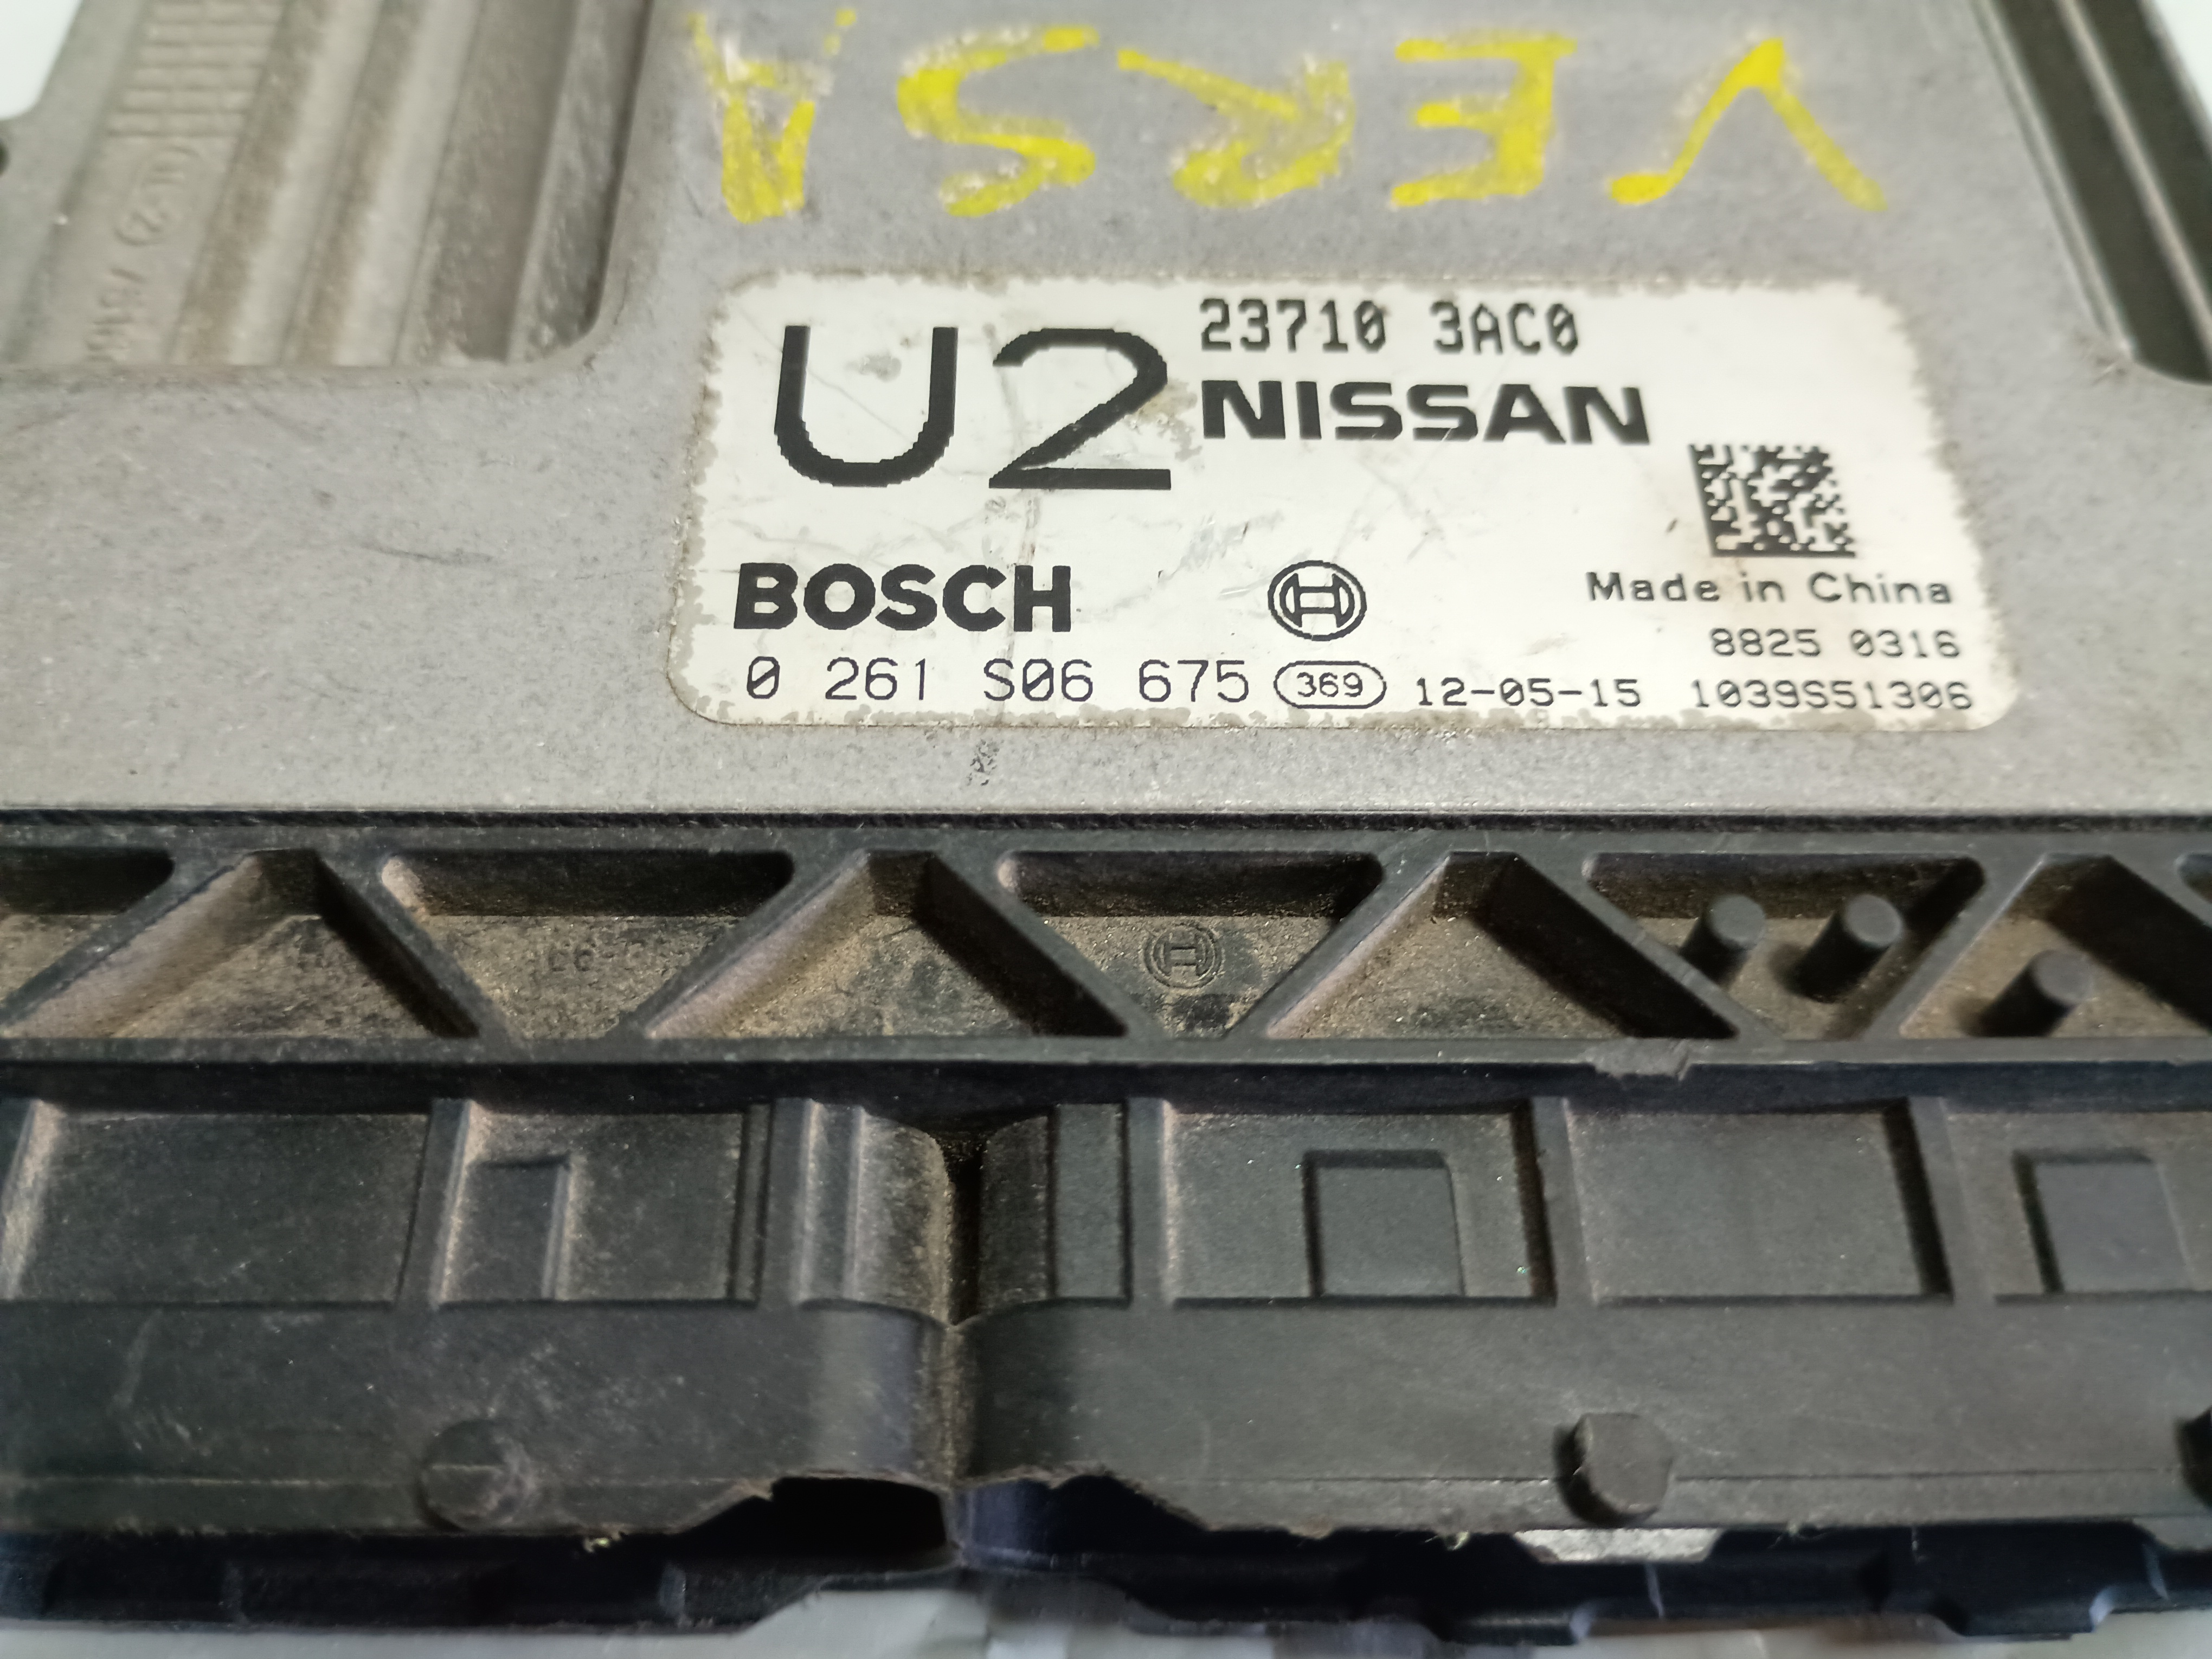 VERSA
U2
23710 3AC0
NISSAN
BOSCH
Made in China
8825 0316
0 261 S06 675 369 12-05-15 1039S51306